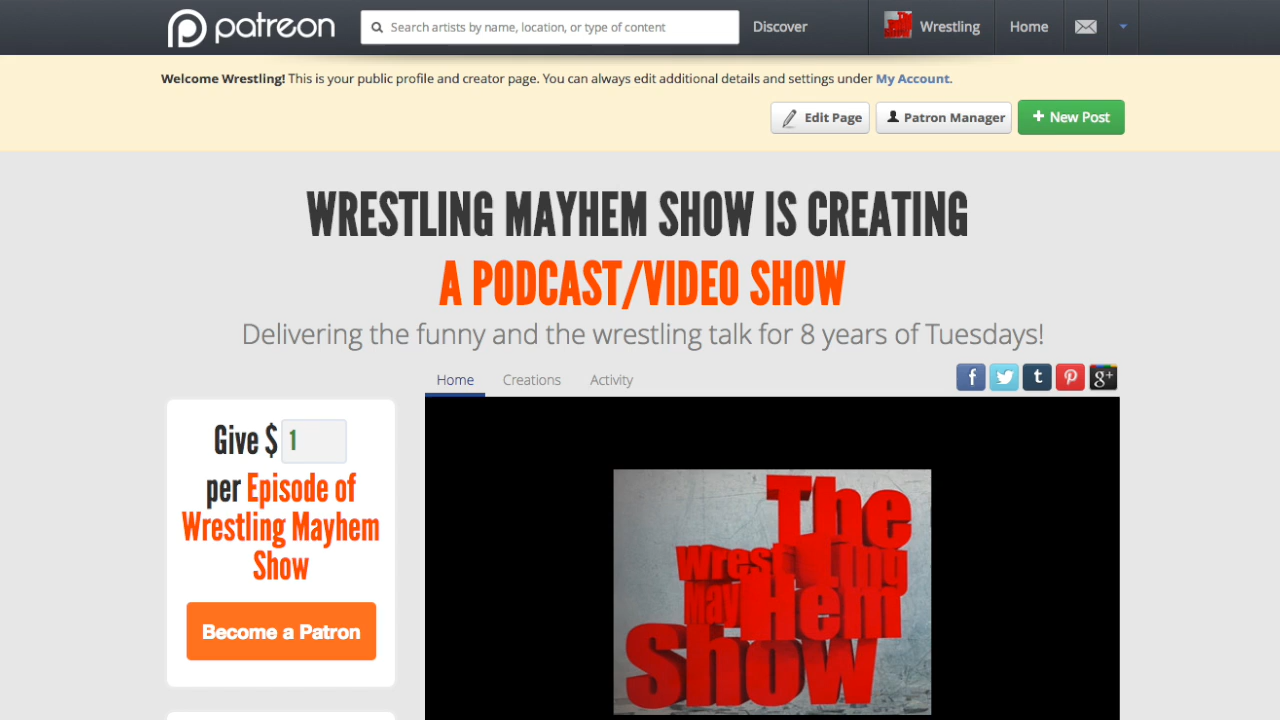 patreon
Search artists by name, location, or type of content
Discover
Wrestling
Home
Welcome Wrestling! This is your public profile and creator page. You can always edit additional details and settings under My Account.
Edit Page
Patron Manager
+ New Post
WRESTLING MAYHEM SHOW IS CREATING
A PODCAST/VIDEO SHOW
Delivering the funny and the wrestling talk for 8 years of Tuesdays!
Home
Creations
Activity
f
t
g+
Give $ 1
per Episode of
Wrestling Mayhem
Show
Become a Patron
The
Wrestling
MayHem
Show